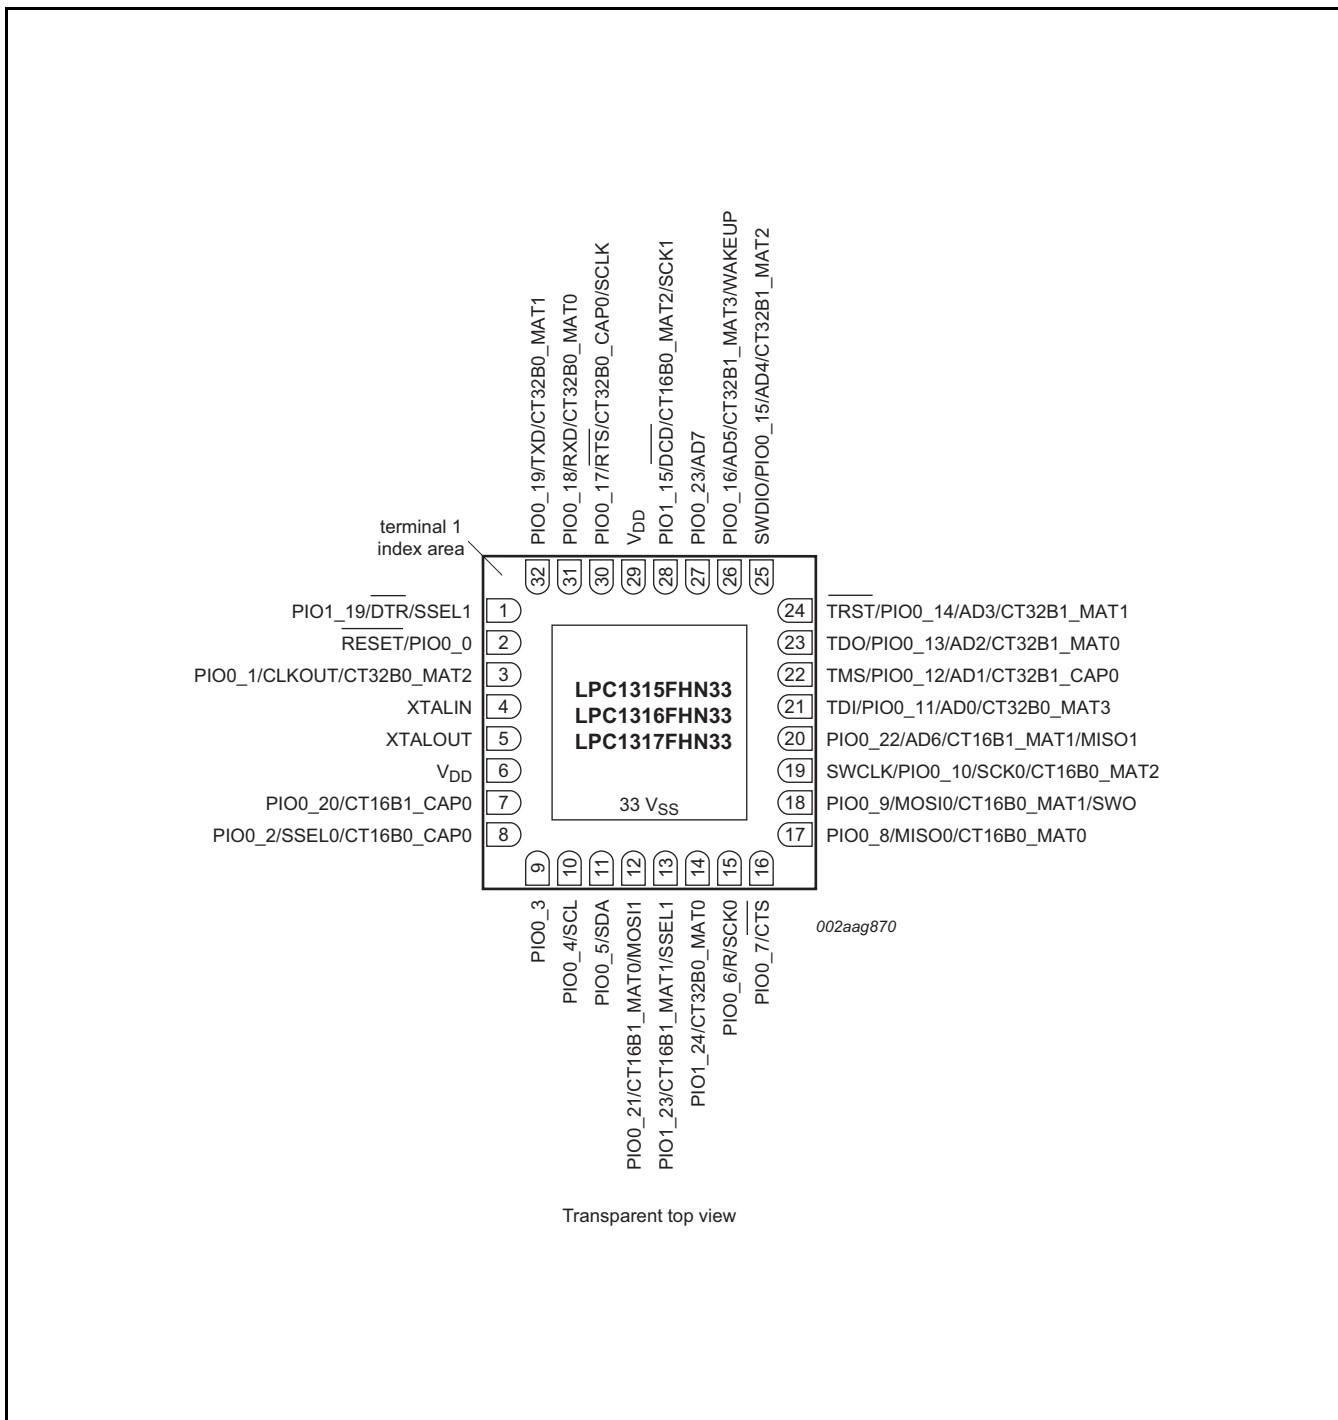 PIO0_19/TXD/CT32B0_MAT1
PIO0_18/RXD/CT32B0_MAT0
PIO0_17/RTS/CT32B0_CAP0/SCLK
VDD
PIO1_15/DCD/CT16B0_MAT2/SCK1
PIO0_23/AD7
PIO0_16/AD5/CT32B1_MAT3/WAKEUP
SWDIO/PIO0_15/AD4/CT32B1_MAT2
terminal 1
index area
32
31
30
29
28
27
26
25
PIO1_19/DTR/SSEL1 1
RESET/PIO0_0 2
PIO0_1/CLKOUT/CT32B0_MAT2 3
XTALIN 4
XTALOUT 5
VDD 6
PIO0_20/CT16B1_CAP0 7
PIO0_2/SSEL0/CT16B0_CAP0 8
LPC1315FHN33
LPC1316FHN33
LPC1317FHN33
33 VSS
24 TRST/PIO0_14/AD3/CT32B1_MAT1
23 TDO/PIO0_13/AD2/CT32B1_MAT0
22 TMS/PIO0_12/AD1/CT32B1_CAP0
21 TDI/PIO0_11/AD0/CT32B0_MAT3
20 PIO0_22/AD6/CT16B1_MAT1/MISO1
19 SWCLK/PIO0_10/SCK0/CT16B0_MAT2
18 PIO0_9/MOSI0/CT16B0_MAT1/SWO
17 PIO0_8/MISO0/CT16B0_MAT0
9
10
11
12
13
14
15
16
PIO0_3
PIO0_4/SCL
PIO0_5/SDA
PIO0_21/CT16B1_MAT0/MOSI1
PIO1_23/CT16B1_MAT1/SSEL1
PIO1_24/CT32B0_MAT0
PIO0_6/R/SCK0
PIO0_7/CTS
002aag870
Transparent top view